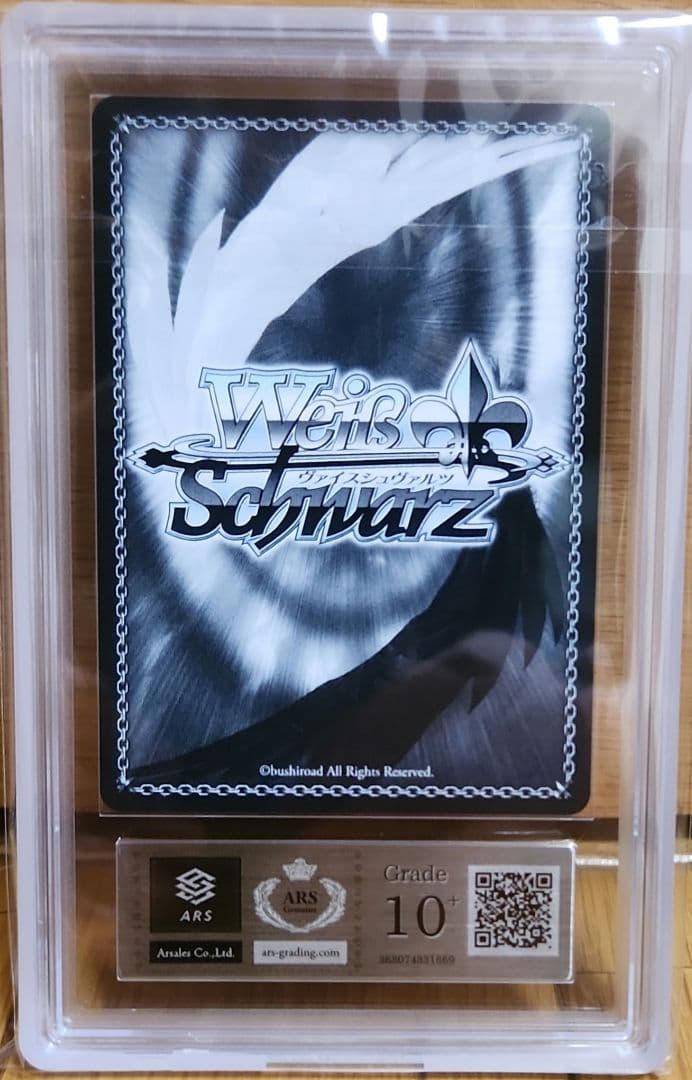 Weiß
ヴァイスシュヴァルツ
Schwarz
©bushiroad All Rights Reserved.
ARS
Arsales Co.,Ltd.
ARS
Genuine
ars-grading.com
Grade
10+